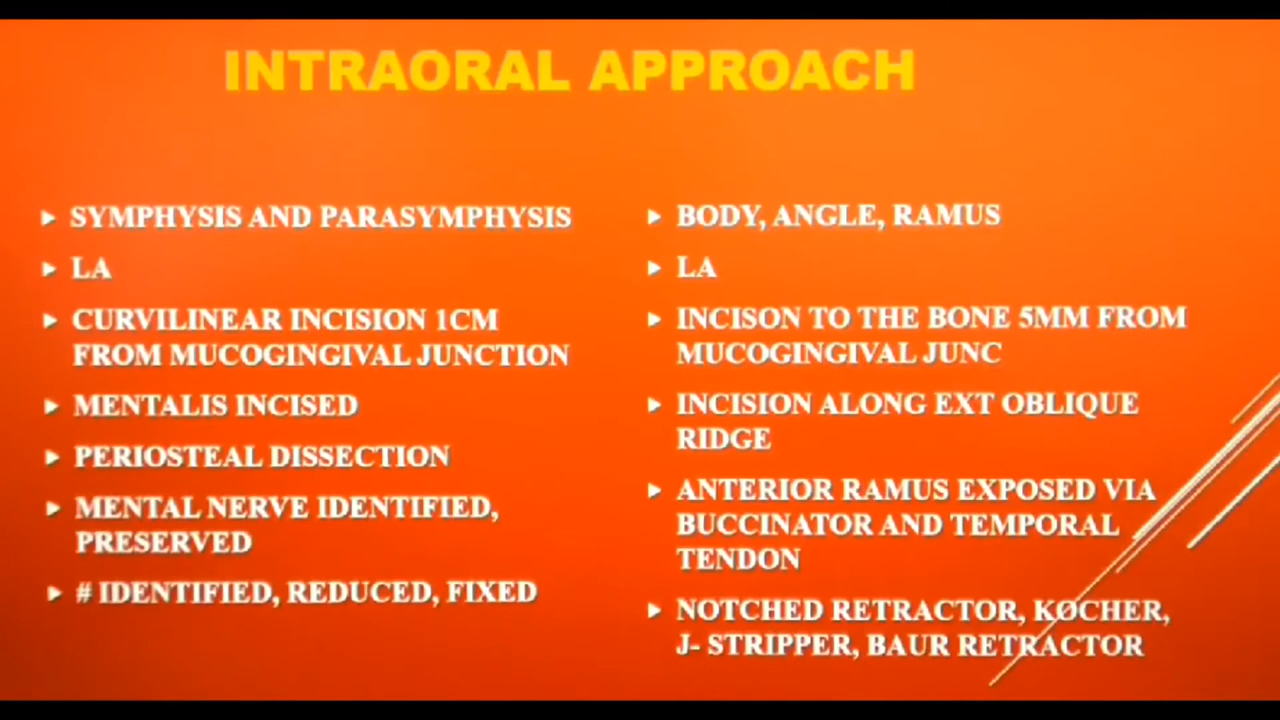 INTRAORAL APPROACH
SYMPHYSIS AND PARASYMPHYSIS
LA
CURVILINEAR INCISION 1CM
FROM MUCOGINGIVAL JUNCTION
MENTALIS INCISED
PERIOSTEAL DISSECTION
MENTAL NERVE IDENTIFIED,
PRESERVED
# IDENTIFIED, REDUCED, FIXED
BODY, ANGLE, RAMUS
LA
INCISON TO THE BONE 5MM FROM
MUCOGINGIVAL JUNC
INCISION ALONG EXT OBLIQUE
RIDGE
ANTERIOR RAMUS EXPOSED VIA
BUCCINATOR AND TEMPORAL
TENDON
NOTCHED RETRACTOR, KOCHER,
J- STRIPPER, BAUR RETRACTOR